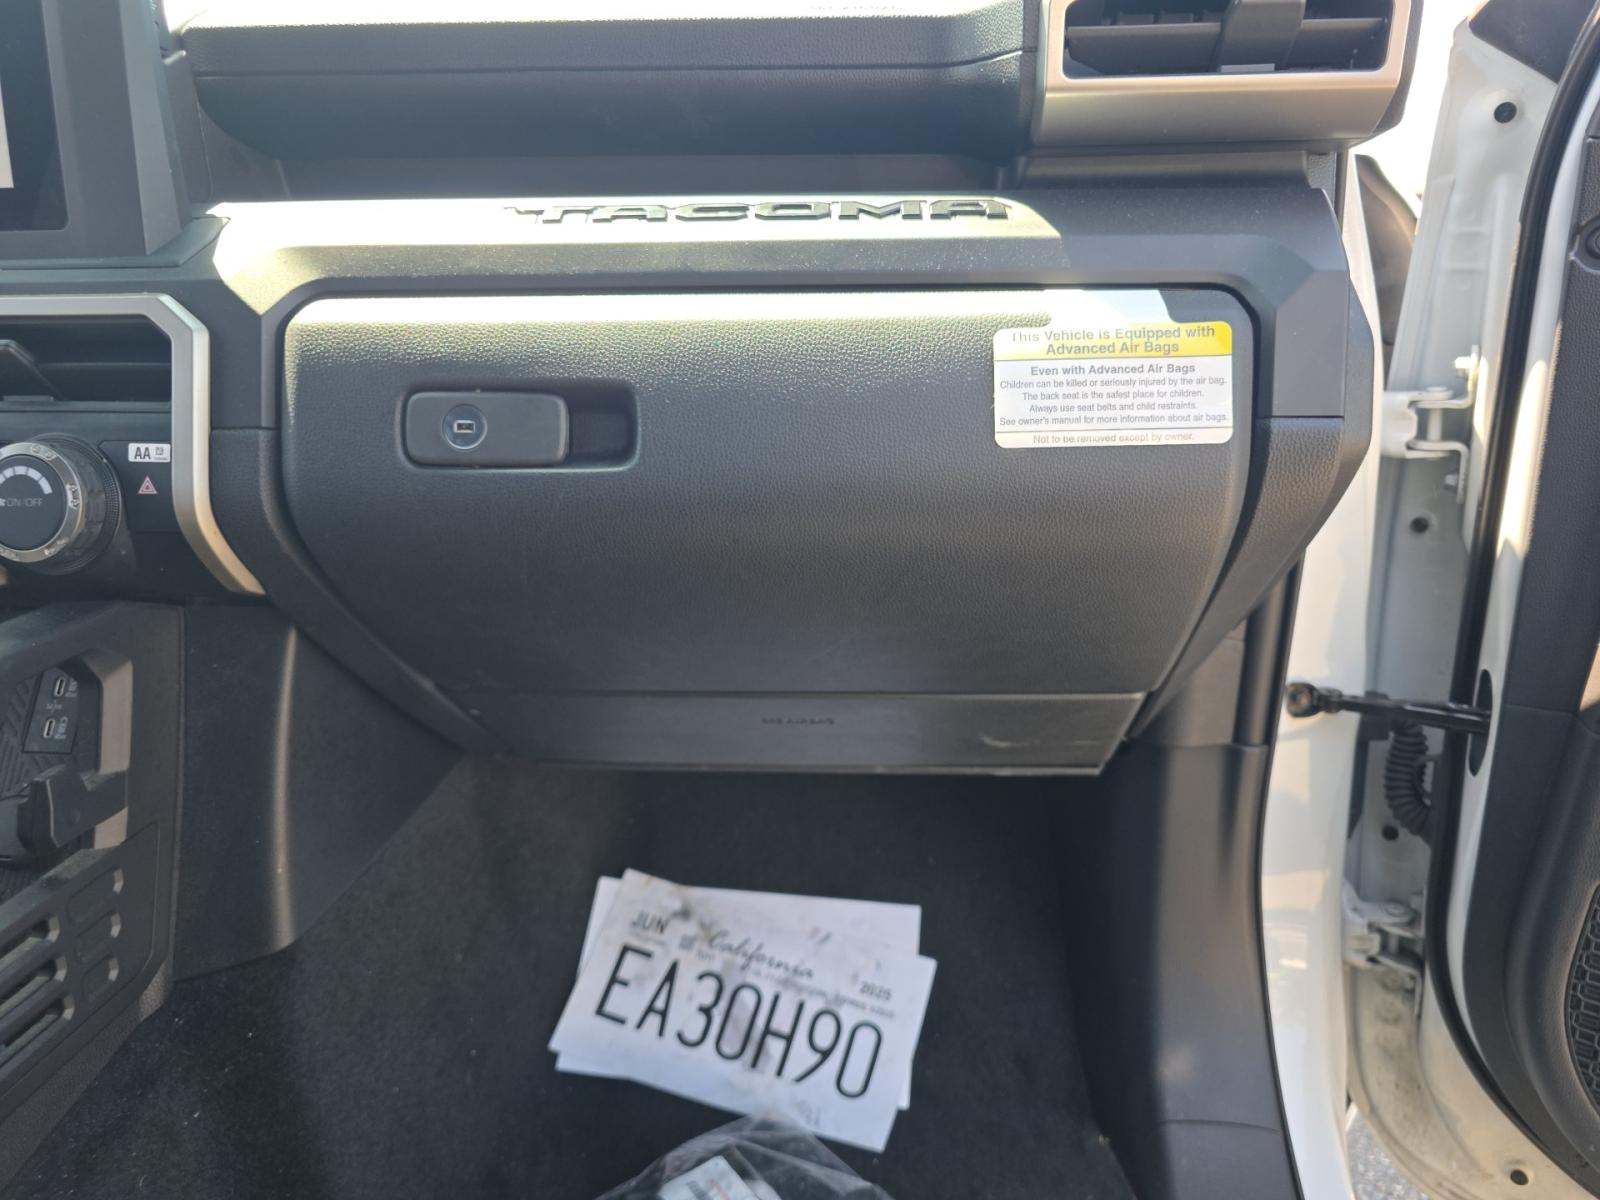 TACOMA
This Vehicle is Equipped with
Advanced Air Bags
Even with Advanced Air Bags
Children can be killed or seriously injured by the air bag.
The back seat is the safest place for children.
Always use seat belts and child restraints.
See owner's manual for more information about air bags.
Not to be removed except by owner.
AA
ON/OFF
SRS AIRBAG
JUN
California
2025
EA30H90